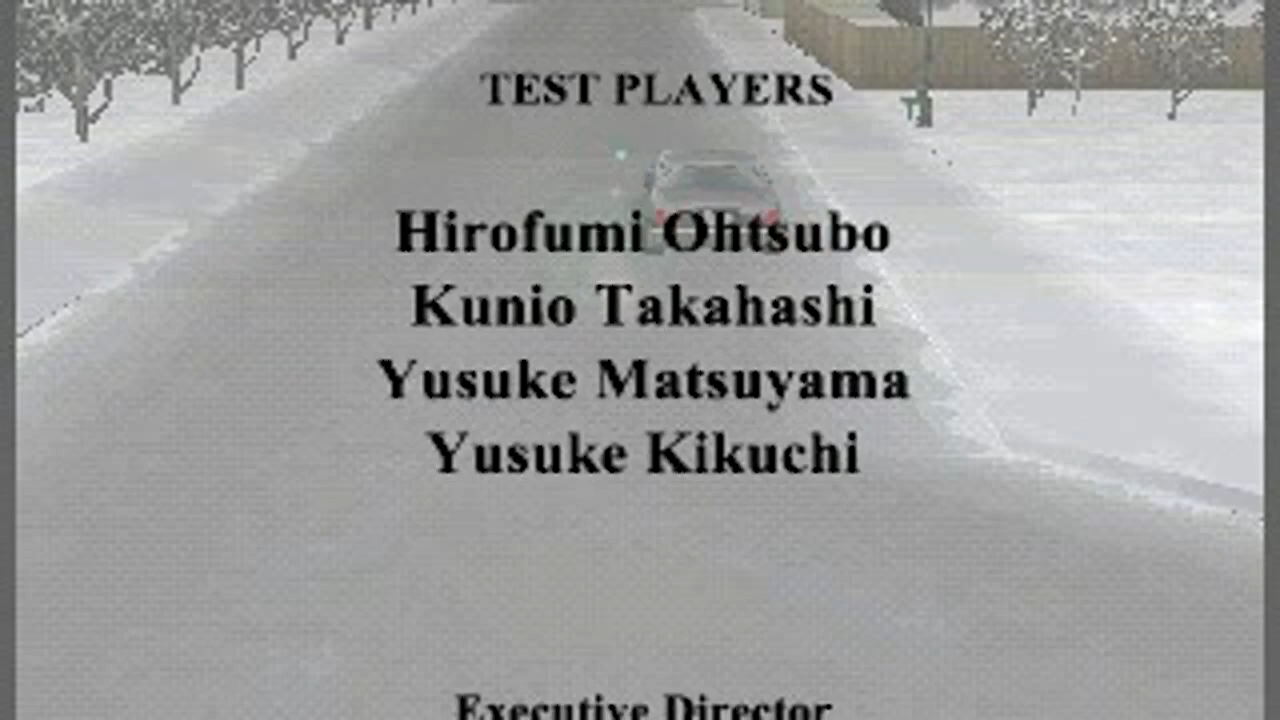 TEST PLAYERS
Hirofumi Ohtsubo
Kunio Takahashi
Yusuke Matsuyama
Yusuke Kikuchi
Executive Director